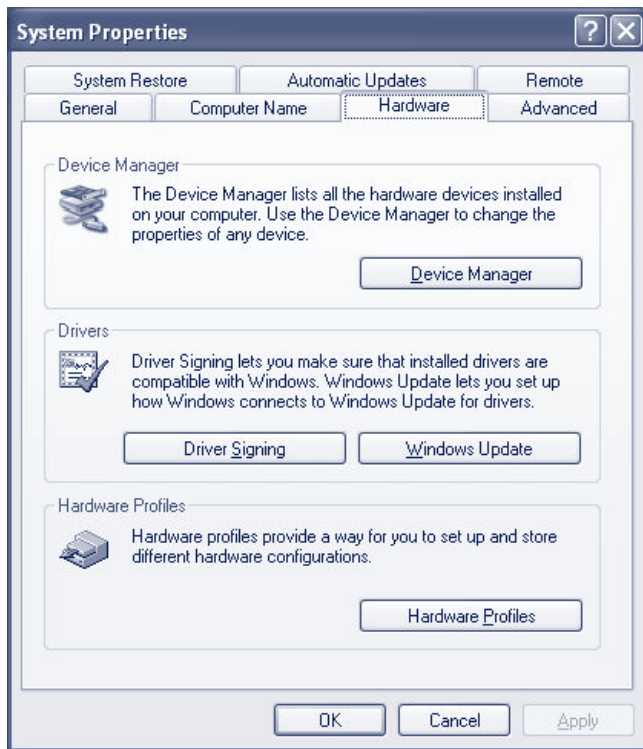 System Properties
System Restore
Automatic Updates
Remote
General
Computer Name
Hardware
Advanced
Device Manager
The Device Manager lists all the hardware devices installed
on your computer. Use the Device Manager to change the
properties of any device.
Device Manager
Drivers
Driver Signing lets you make sure that installed drivers are
compatible with Windows. Windows Update lets you set up
how Windows connects to Windows Update for drivers.
Driver Signing
Windows Update
Hardware Profiles
Hardware profiles provide a way for you to set up and store
different hardware configurations.
Hardware Profiles
OK
Cancel
Apply